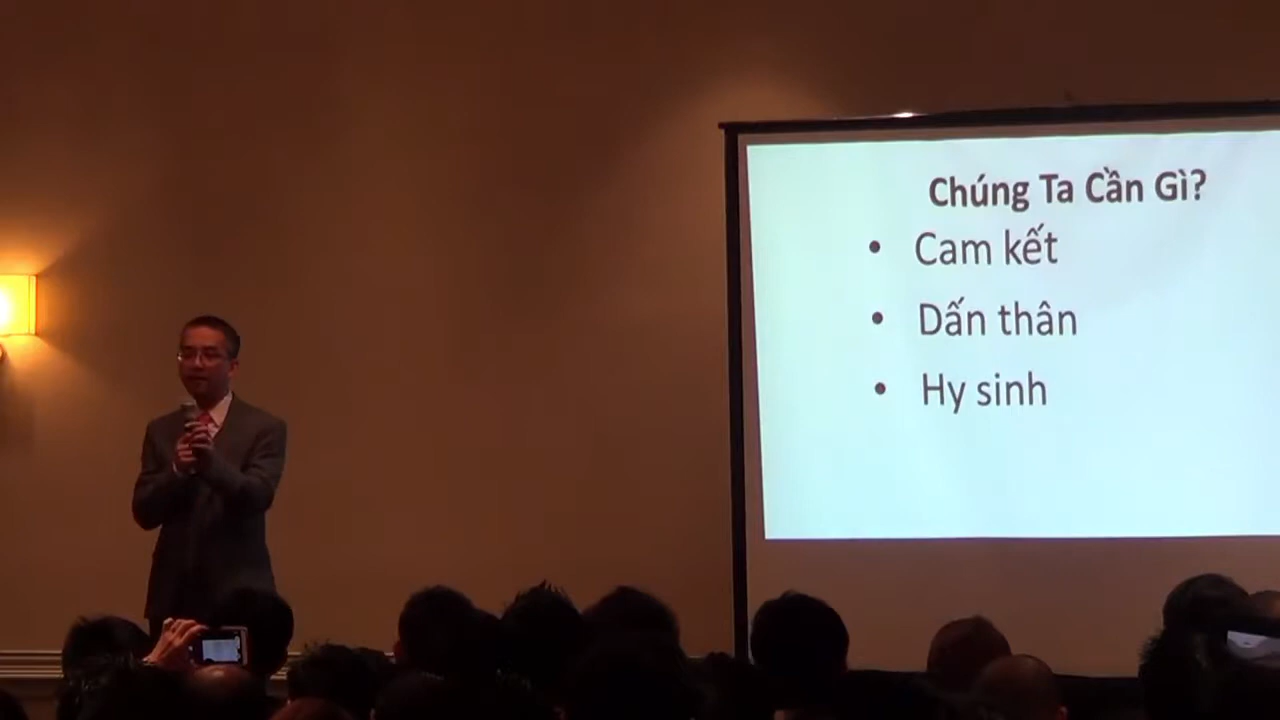 Chúng Ta Cần Gì?
• Cam kết
• Dấn thân
• Hy sinh